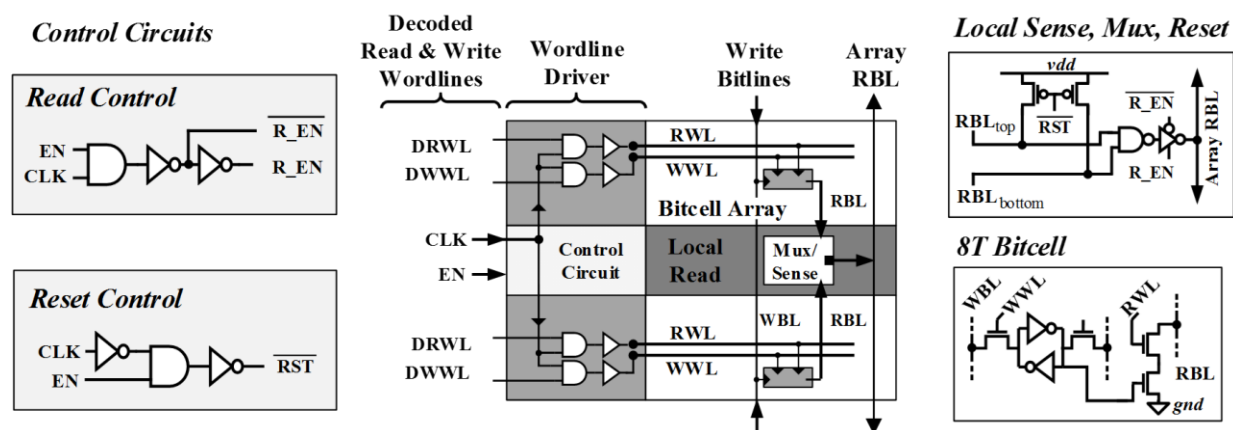 Control Circuits
Read Control
EN
CLK
R_EN
R_EN
Reset Control
CLK
EN
RST
Decoded
Read & Write
Wordlines
Wordline
Driver
Write
Bitlines
Array
RBL
DRWL
DWWL
RWL
WWL
RBL
Bitcell Array
CLK
EN
Control
Circuit
Local
Read
Mux/
Sense
DRWL
DWWL
RWL
WWL
WBL
RBL
Local Sense, Mux, Reset
vdd
RBLtop
RST
R_EN
R_EN
RBLbottom
Array RBL
8T Bitcell
WBL
WWL
RWL
RBL
gnd